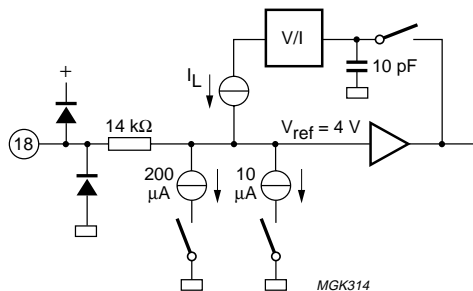 V/I
10 pF
I_L
+
14 kΩ
V_ref = 4 V
18
200 μA
10 μA
MGK314